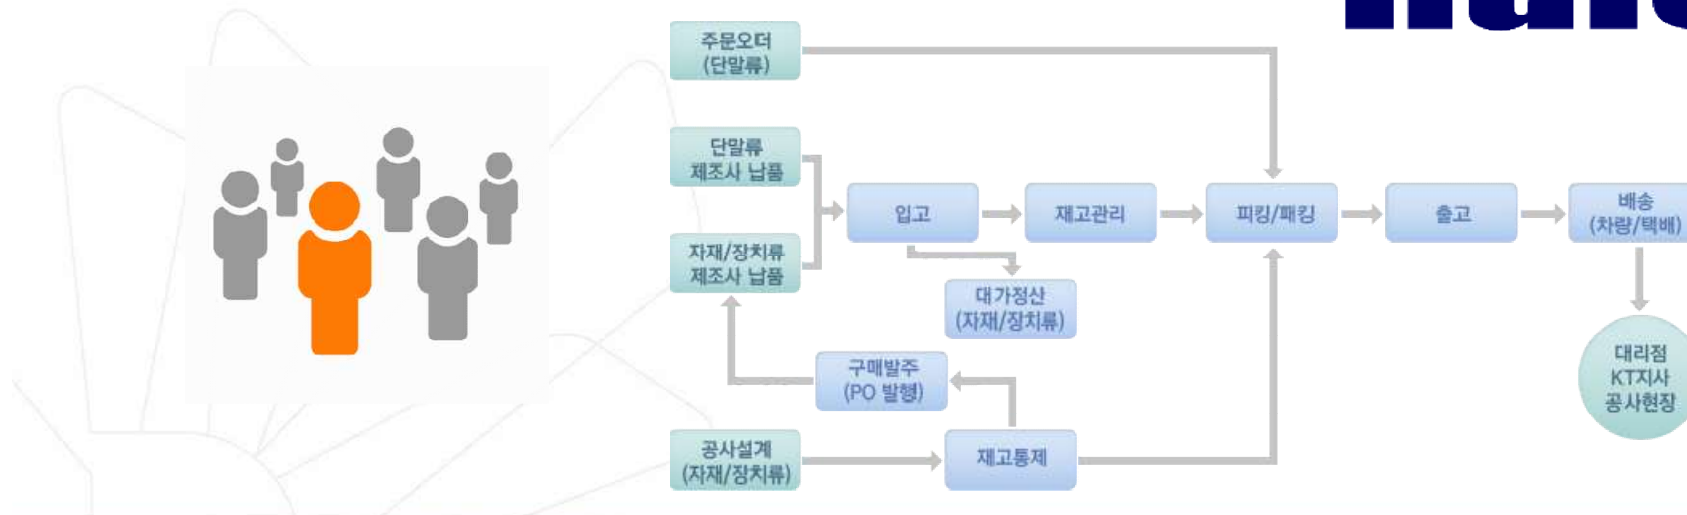 주문오더
(단말류)
단말류
제조사 납품
자재/장치류
제조사 납품
입고
재고관리
피킹/패킹
출고
배송
(차량/택배)
대가정산
(자재/장치류)
구매발주
(PO 발행)
공사설계
(자재/장치류)
재고통제
대리점
KT지사
공사현장